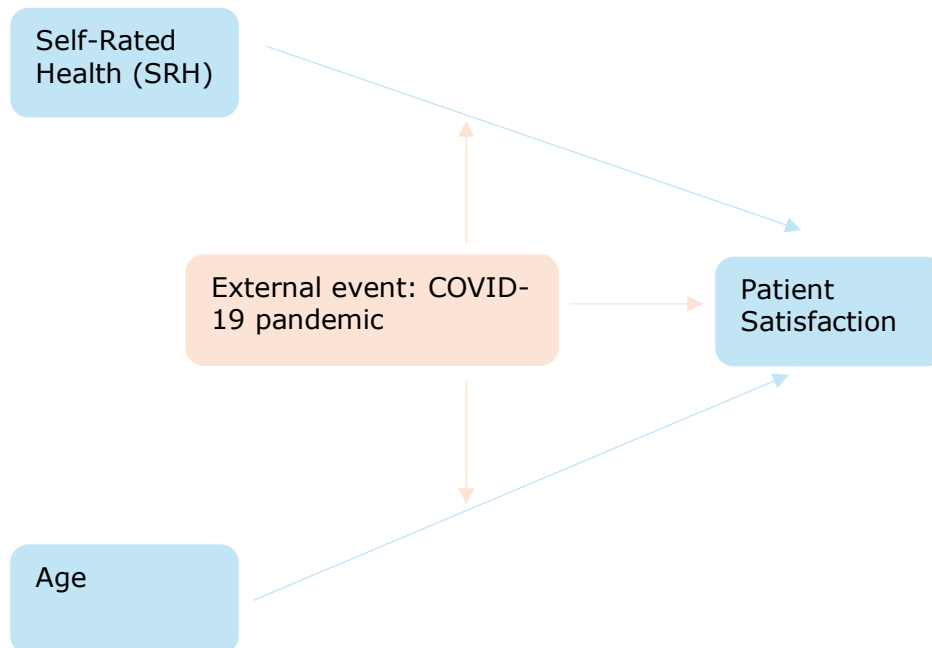 Self-Rated
Health (SRH)
External event: COVID-
19 pandemic
Patient
Satisfaction
Age